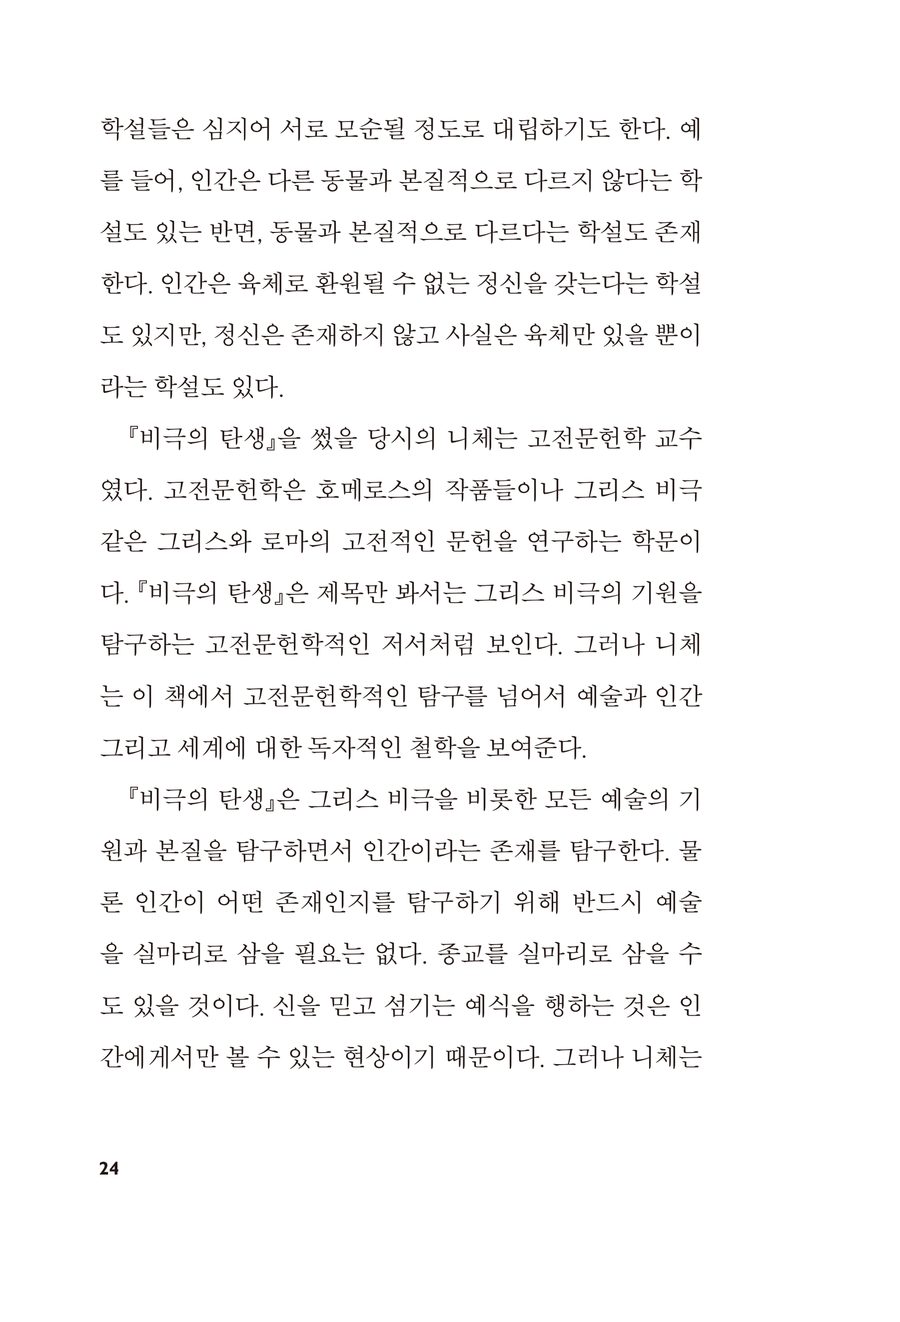 학설들은 심지어 서로 모순될 정도로 대립하기도 한다. 예
를 들어, 인간은 다른 동물과 본질적으로 다르지 않다는 학
설도 있는 반면, 동물과 본질적으로 다르다는 학설도 존재
한다. 인간은 육체로 환원될 수 없는 정신을 갖는다는 학설
도 있지만, 정신은 존재하지 않고 사실은 육체만 있을 뿐이
라는 학설도 있다.
『비극의 탄생』을 썼을 당시의 니체는 고전문헌학 교수
였다. 고전문헌학은 호메로스의 작품들이나 그리스 비극
같은 그리스와 로마의 고전적인 문헌을 연구하는 학문이
다. 『비극의 탄생』은 제목만 봐서는 그리스 비극의 기원을
탐구하는 고전문헌학적인 저서처럼 보인다. 그러나 니체
는 이 책에서 고전문헌학적인 탐구를 넘어서 예술과 인간
그리고 세계에 대한 독자적인 철학을 보여준다.
『비극의 탄생』은 그리스 비극을 비롯한 모든 예술의 기
원과 본질을 탐구하면서 인간이라는 존재를 탐구한다. 물
론 인간이 어떤 존재인지를 탐구하기 위해 반드시 예술
을 실마리로 삼을 필요는 없다. 종교를 실마리로 삼을 수
도 있을 것이다. 신을 믿고 섬기는 예식을 행하는 것은 인
간에게서만 볼 수 있는 현상이기 때문이다. 그러나 니체는
24